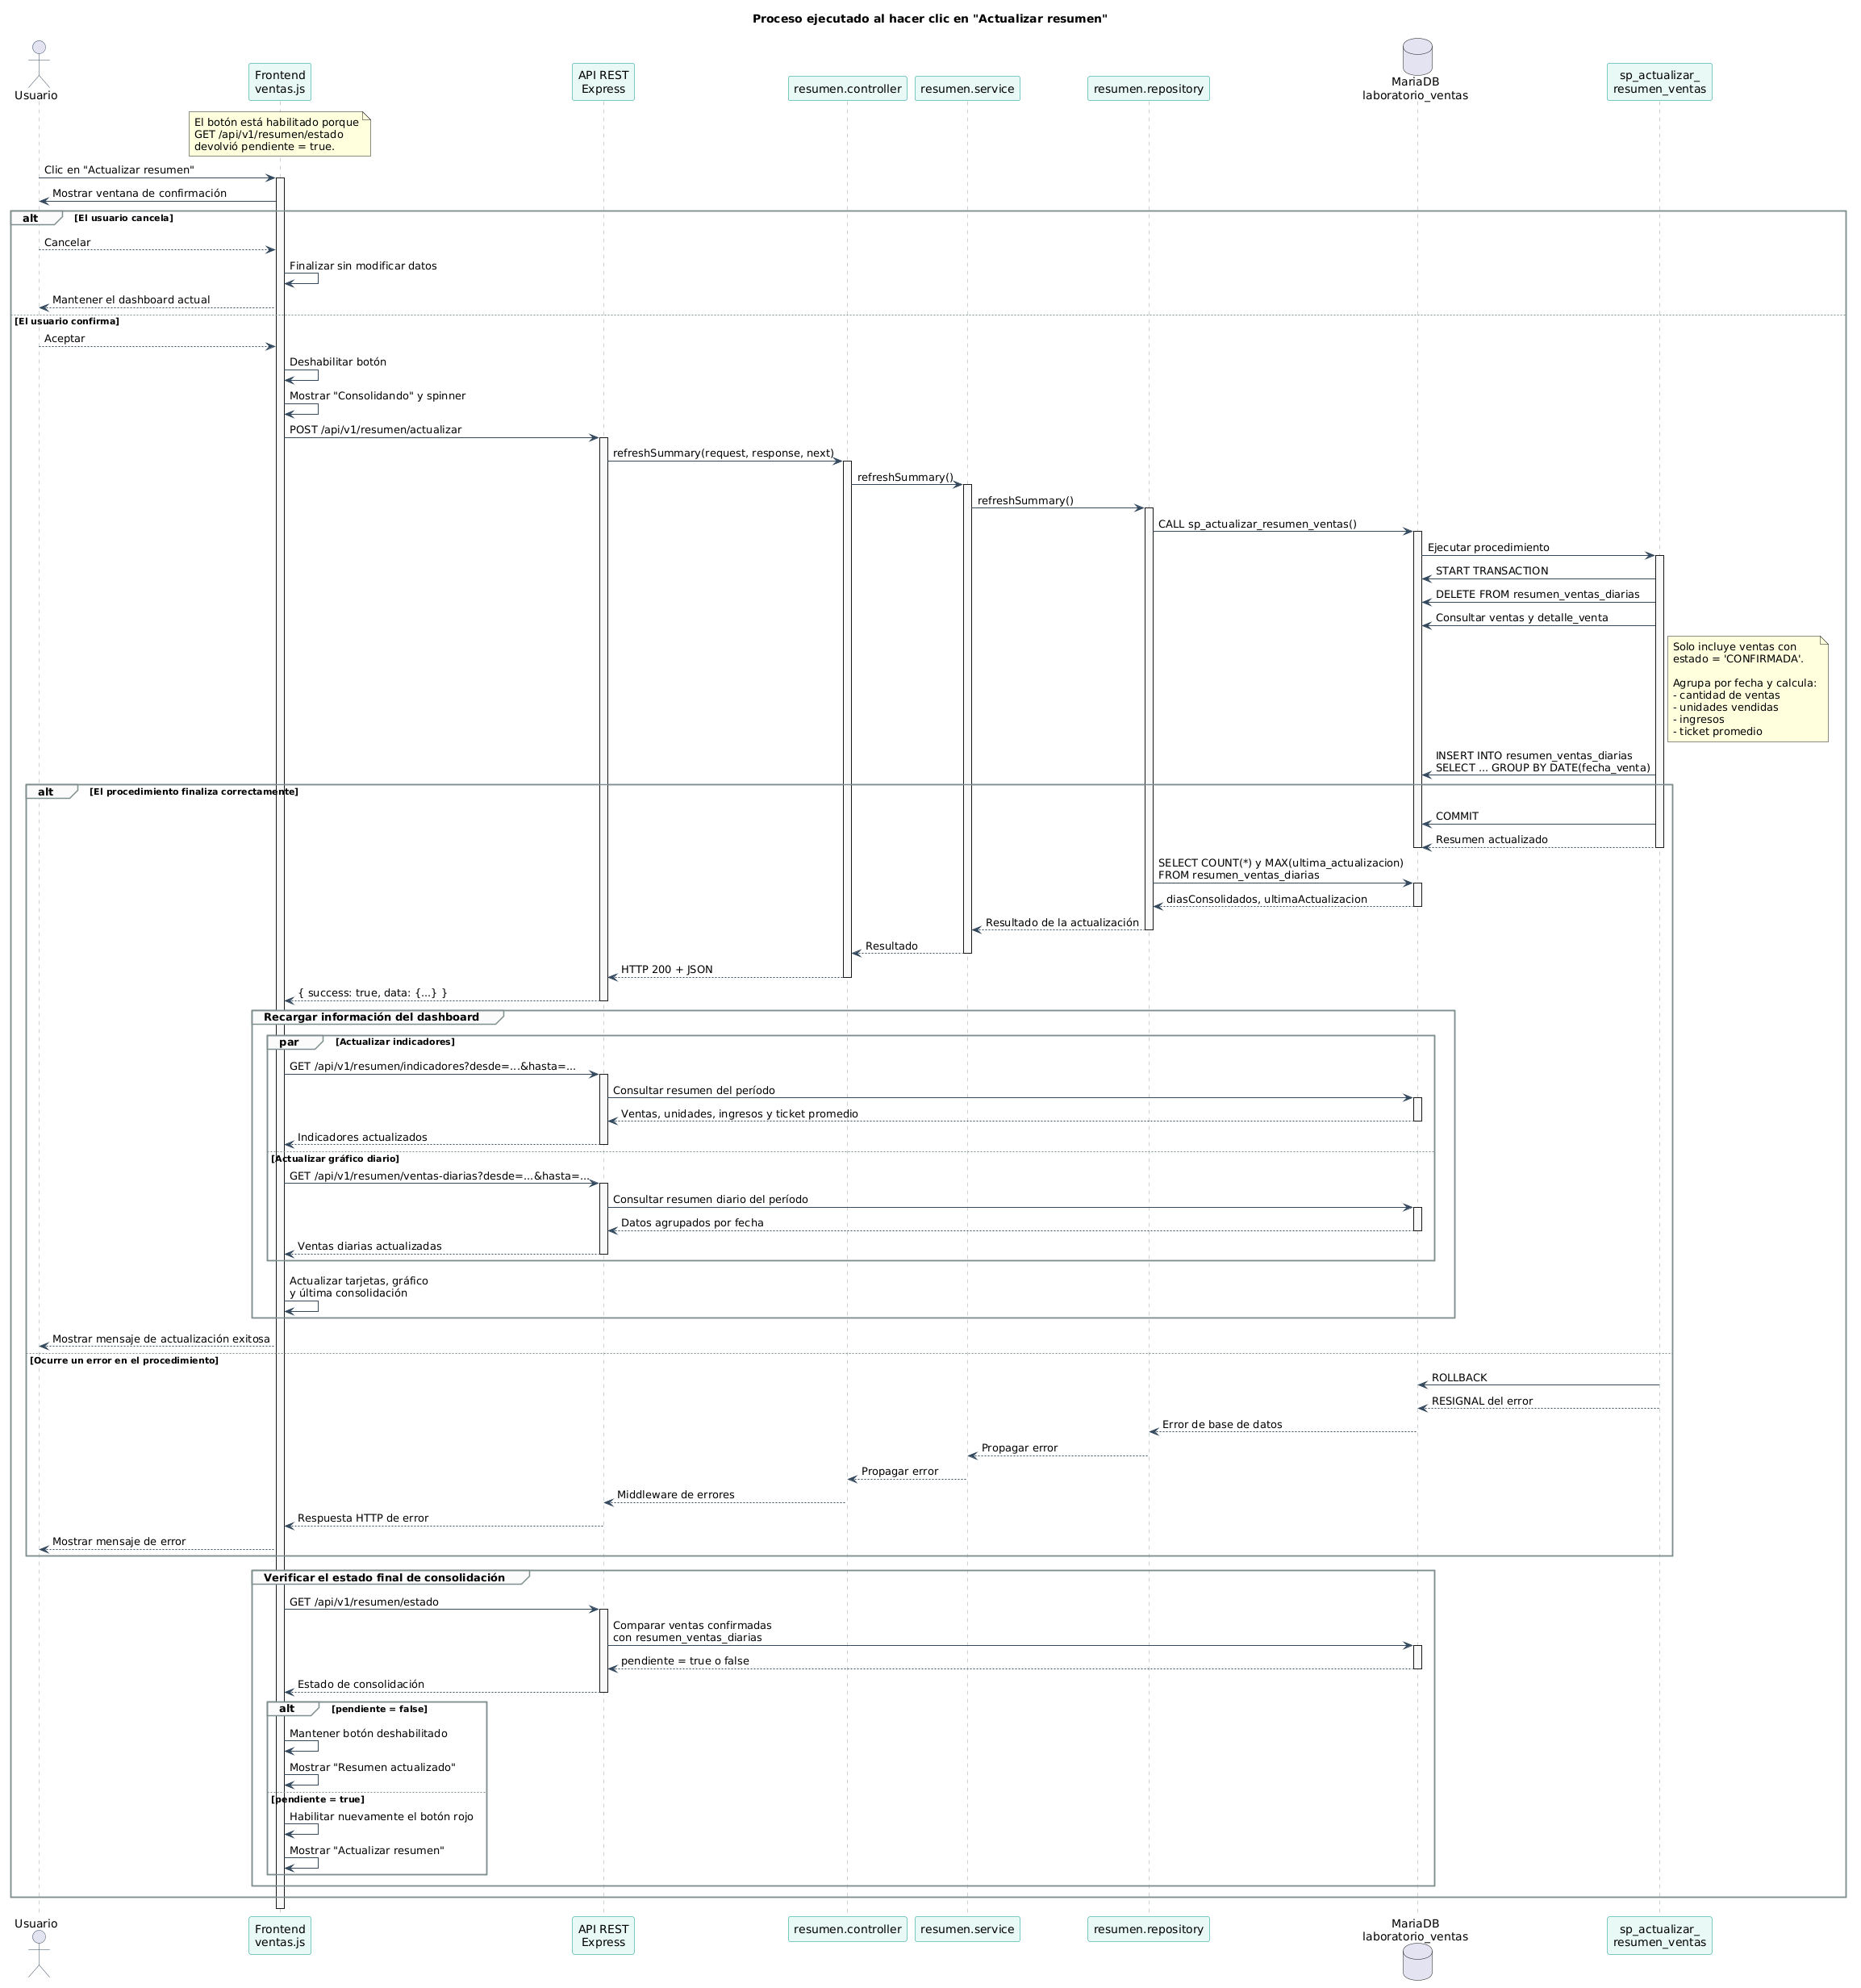 Proceso ejecutado al hacer clic en "Actualizar resumen"
Usuario
Frontend
ventas.js
API REST
Express
resumen.controller
resumen.service
resumen.repository
MariaDB
laboratorio_ventas
sp_actualizar_
resumen_ventas
El botón está habilitado porque
GET /api/v1/resumen/estado
devolvió pendiente = true.
Clic en "Actualizar resumen"
Mostrar ventana de confirmación
alt [El usuario cancela]
Cancelar
Finalizar sin modificar datos
Mantener el dashboard actual
[El usuario confirma]
Aceptar
Deshabilitar botón
Mostrar "Consolidando" y spinner
POST /api/v1/resumen/actualizar
refreshSummary(request, response, next)
refreshSummary()
refreshSummary()
CALL sp_actualizar_resumen_ventas()
Ejecutar procedimiento
START TRANSACTION
DELETE FROM resumen_ventas_diarias
Consultar ventas y detalle_venta
Solo incluye ventas con
estado = 'CONFIRMADA'.
Agrupa por fecha y calcula:
- cantidad de ventas
- unidades vendidas
- ingresos
- ticket promedio
INSERT INTO resumen_ventas_diarias
SELECT ... GROUP BY DATE(fecha_venta)
alt [El procedimiento finaliza correctamente]
COMMIT
Resumen actualizado
SELECT COUNT(*) y MAX(ultima_actualizacion)
FROM resumen_ventas_diarias
diasConsolidados, ultimaActualizacion
Resultado de la actualización
Resultado
HTTP 200 + JSON
{ success: true, data: {...} }
Recargar información del dashboard
par [Actualizar indicadores]
GET /api/v1/resumen/indicadores?desde=...&hasta=...
Consultar resumen del período
Ventas, unidades, ingresos y ticket promedio
Indicadores actualizados
[Actualizar gráfico diario]
GET /api/v1/resumen/ventas-diarias?desde=...&hasta=...
Consultar resumen diario del período
Datos agrupados por fecha
Ventas diarias actualizadas
Actualizar tarjetas, gráfico
y última consolidación
Mostrar mensaje de actualización exitosa
[Ocurre un error en el procedimiento]
ROLLBACK
RESIGNAL del error
Error de base de datos
Propagar error
Propagar error
Middleware de errores
Respuesta HTTP de error
Mostrar mensaje de error
Verificar el estado final de consolidación
GET /api/v1/resumen/estado
Comparar ventas confirmadas
con resumen_ventas_diarias
pendiente = true o false
Estado de consolidación
alt [pendiente = false]
Mantener botón deshabilitado
Mostrar "Resumen actualizado"
[pendiente = true]
Habilitar nuevamente el botón rojo
Mostrar "Actualizar resumen"
Usuario
Frontend
ventas.js
API REST
Express
resumen.controller
resumen.service
resumen.repository
MariaDB
laboratorio_ventas
sp_actualizar_
resumen_ventas